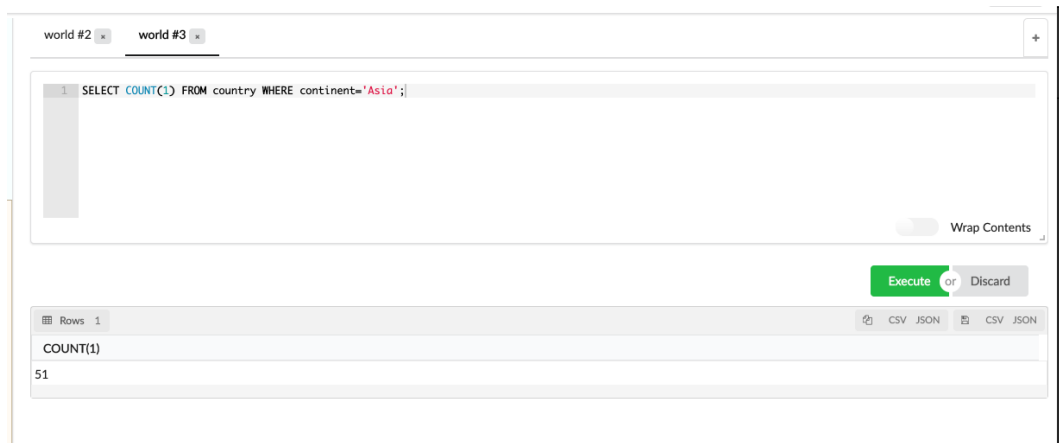 world #2 × world #3 ×
+
1 SELECT COUNT(1) FROM country WHERE continent='Asia';
Wrap Contents
Execute or Discard
Rows 1 CSV JSON CSV JSON
COUNT(1)
51